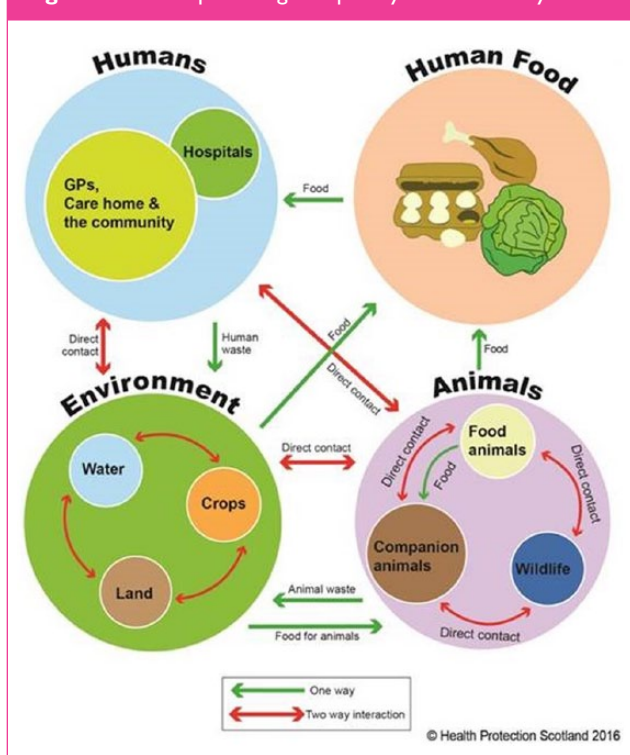 Humans
Human Food
Hospitals
GPs,
Care home &
the community
Food
Direct
contact
Human
waste
Food
Direct contact
Food
Environment
Animals
Water
Crops
Land
Direct contact
Food
animals
Direct contact
Food
Direct contact
Companion
animals
Wildlife
Direct contact
Animal waste
Food for animals
One way
Two way interaction
© Health Protection Scotland 2016